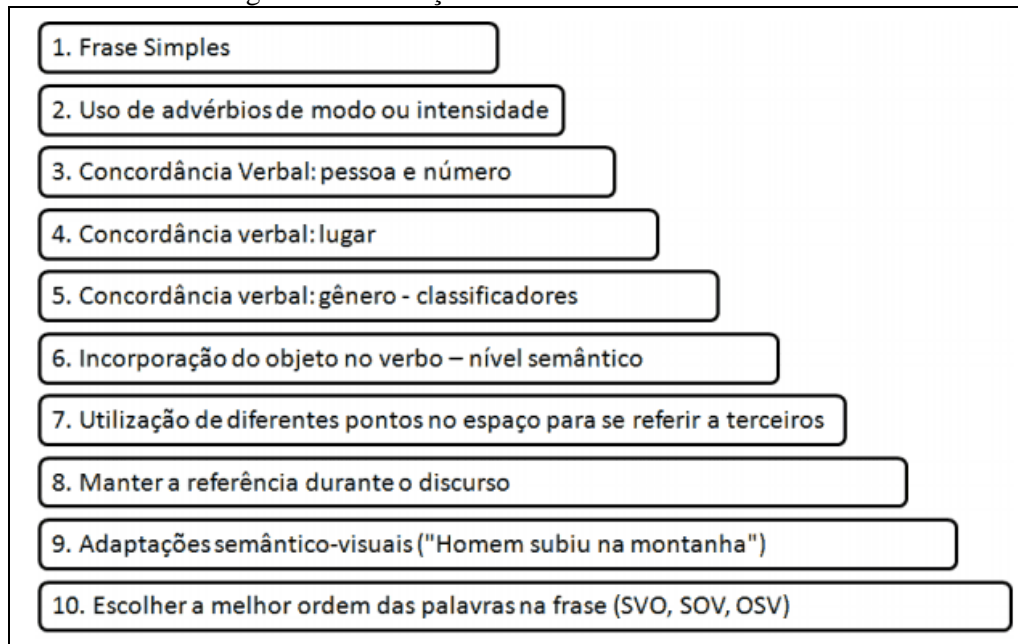 1. Frase Simples
2. Uso de advérbios de modo ou intensidade
3. Concordância Verbal: pessoa e número
4. Concordância verbal: lugar
5. Concordância verbal: gênero - classificadores
6. Incorporação do objeto no verbo – nível semântico
7. Utilização de diferentes pontos no espaço para se referir a terceiros
8. Manter a referência durante o discurso
9. Adaptações semântico-visuais ("Homem subiu na montanha")
10. Escolher a melhor ordem das palavras na frase (SVO, SOV, OSV)